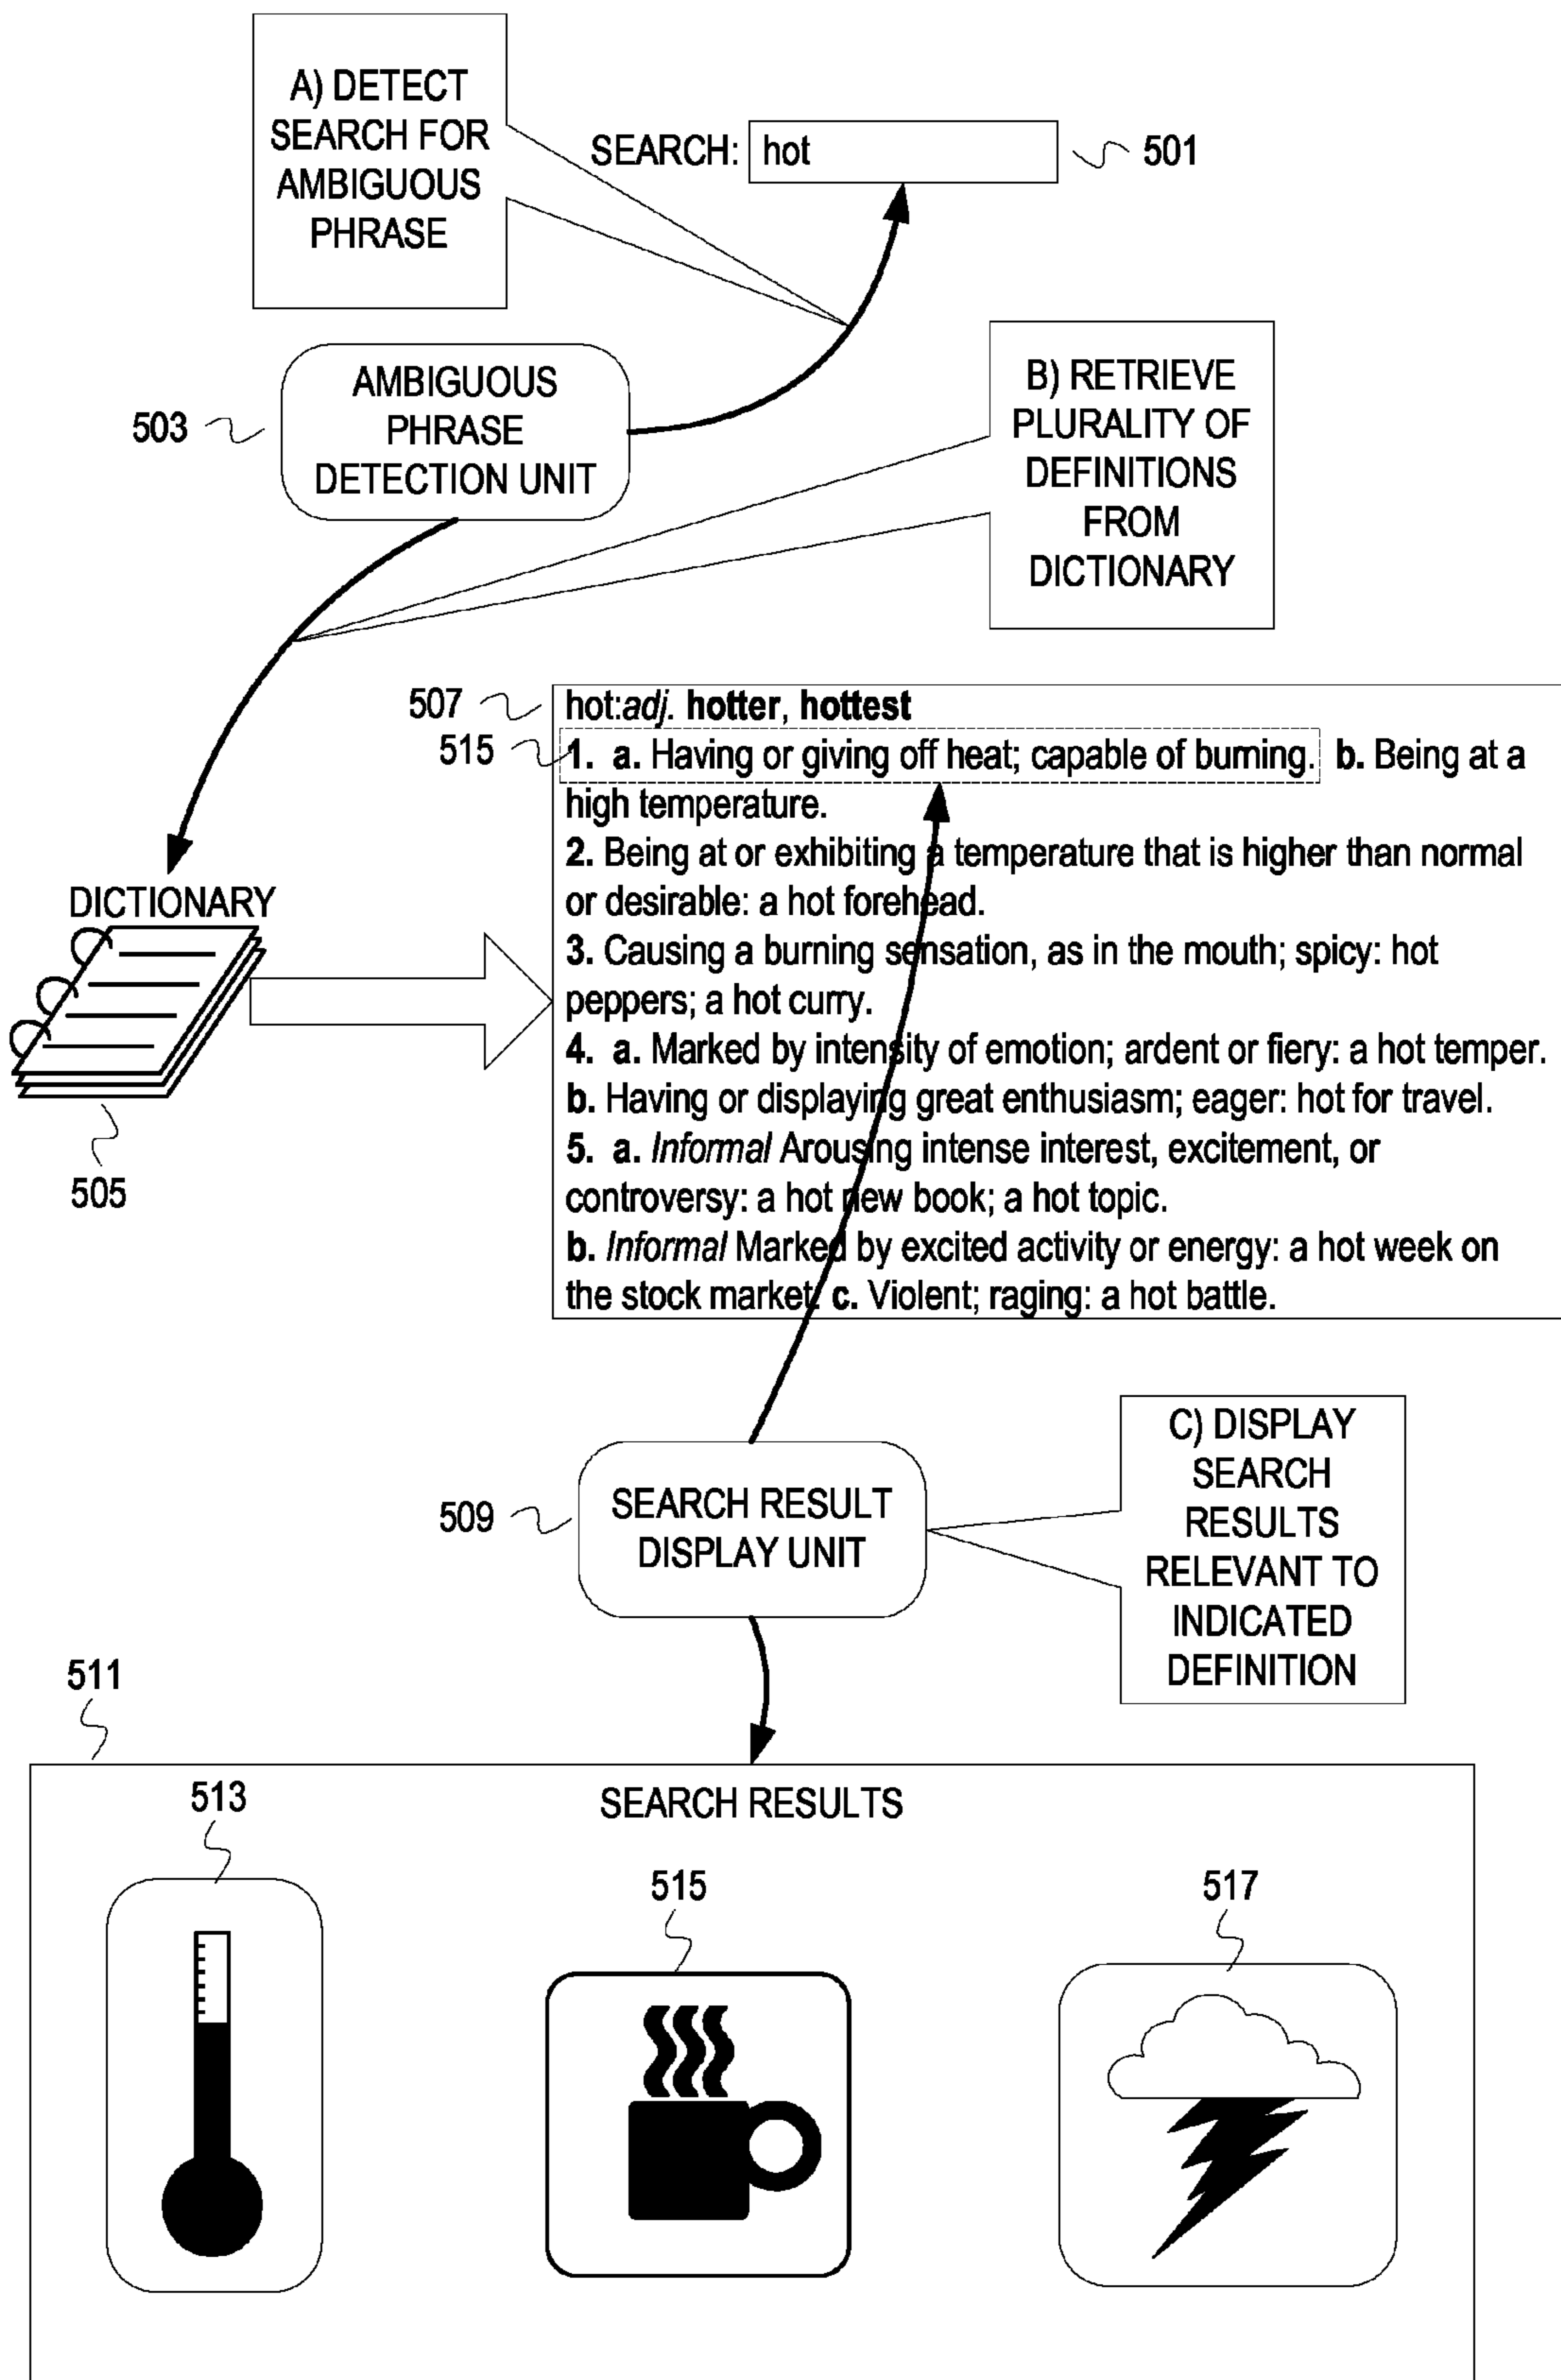 A) DETECT
SEARCH FOR
AMBIGUOUS
PHRASE
SEARCH: hot
501
503
AMBIGUOUS
PHRASE
DETECTION UNIT
B) RETRIEVE
PLURALITY OF
DEFINITIONS
FROM
DICTIONARY
507
hot:adj. hotter, hottest
515
1. a. Having or giving off heat; capable of burning. b. Being at a
high temperature.
2. Being at or exhibiting a temperature that is higher than normal
or desirable: a hot forehead.
3. Causing a burning sensation, as in the mouth; spicy: hot
peppers; a hot curry.
4. a. Marked by intensity of emotion; ardent or fiery: a hot temper.
b. Having or displaying great enthusiasm; eager: hot for travel.
5. a. Informal Arousing intense interest, excitement, or
controversy: a hot new book; a hot topic.
b. Informal Marked by excited activity or energy: a hot week on
the stock market. c. Violent; raging: a hot battle.
DICTIONARY
505
509
SEARCH RESULT
DISPLAY UNIT
C) DISPLAY
SEARCH
RESULTS
RELEVANT TO
INDICATED
DEFINITION
511
SEARCH RESULTS
513
515
517